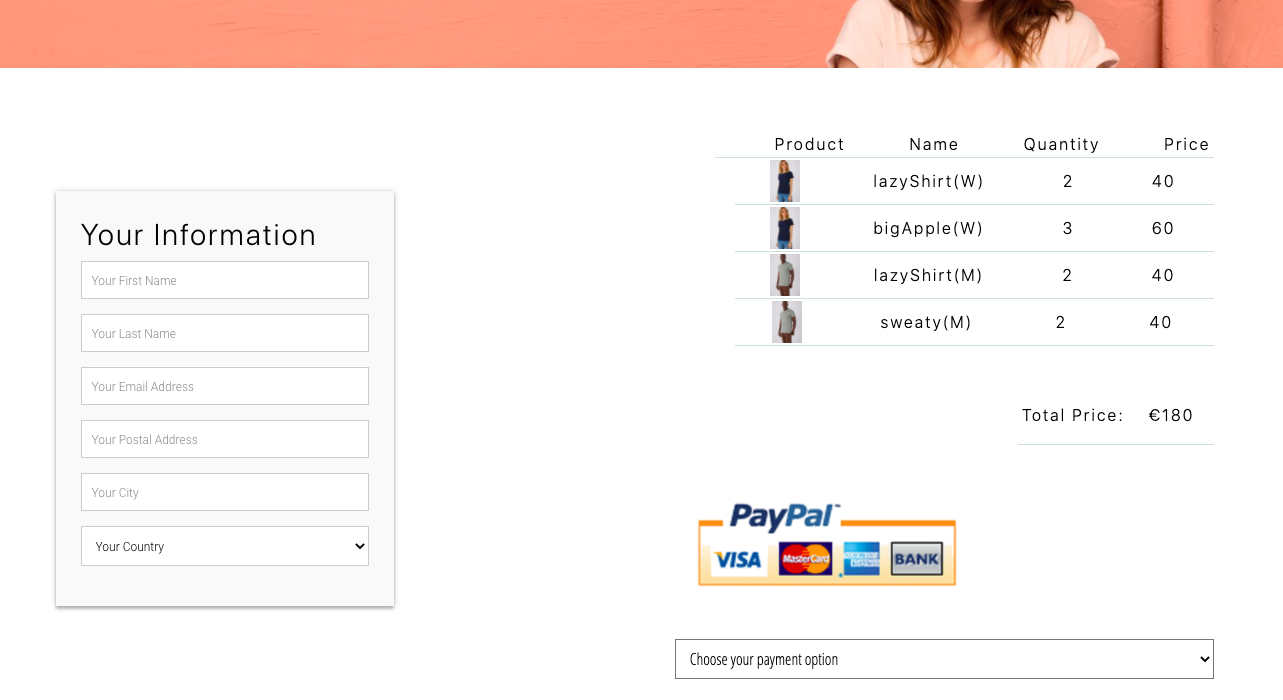 Product Name Quantity Price
lazyShirt(W) 2 40
bigApple(W) 3 60
lazyShirt(M) 2 40
sweaty(M) 2 40
Total Price: €180
Your Information
Your First Name
Your Last Name
Your Email Address
Your Postal Address
Your City
Your Country
PayPal™
VISA MasterCard AMERICAN EXPRESS BANK
Choose your payment option